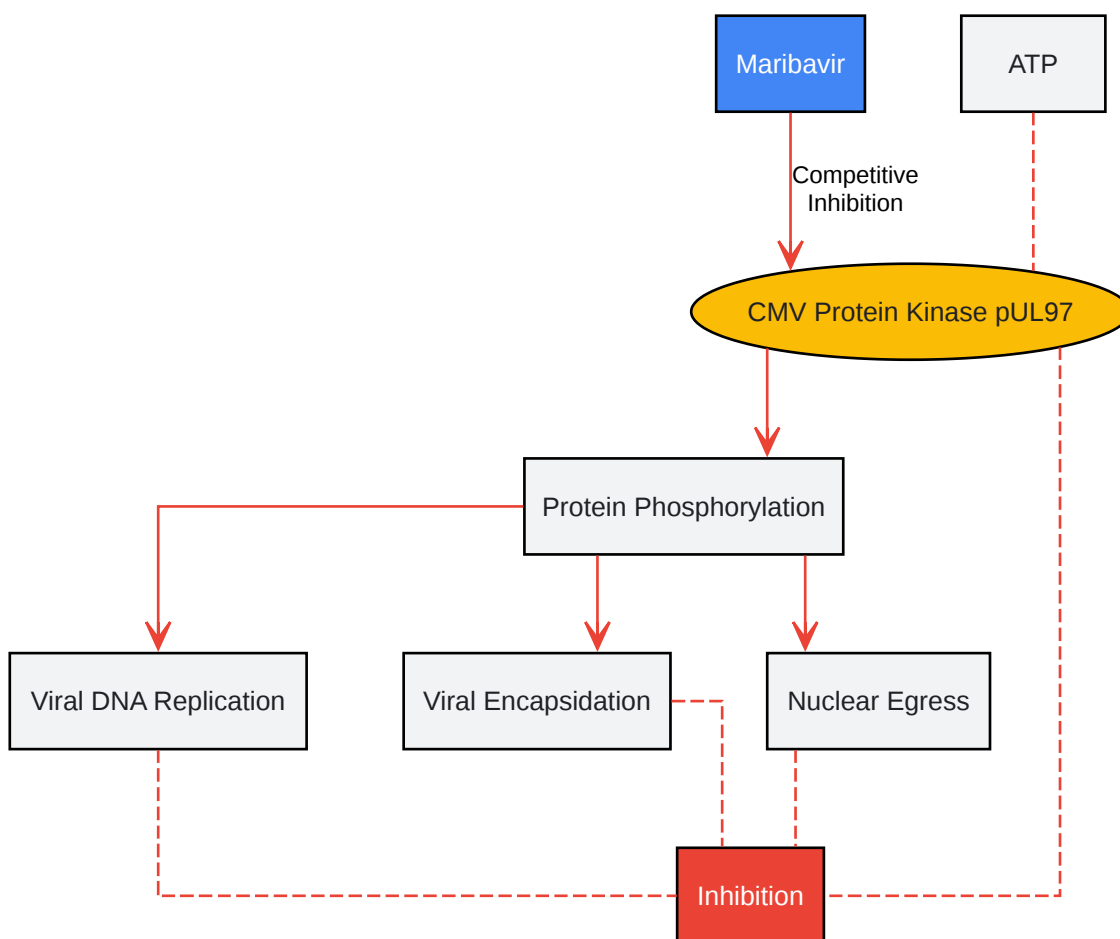 Maribavir
ATP
Competitive
Inhibition
CMV Protein Kinase pUL97
Protein Phosphorylation
Viral DNA Replication
Viral Encapsidation
Nuclear Egress
Inhibition